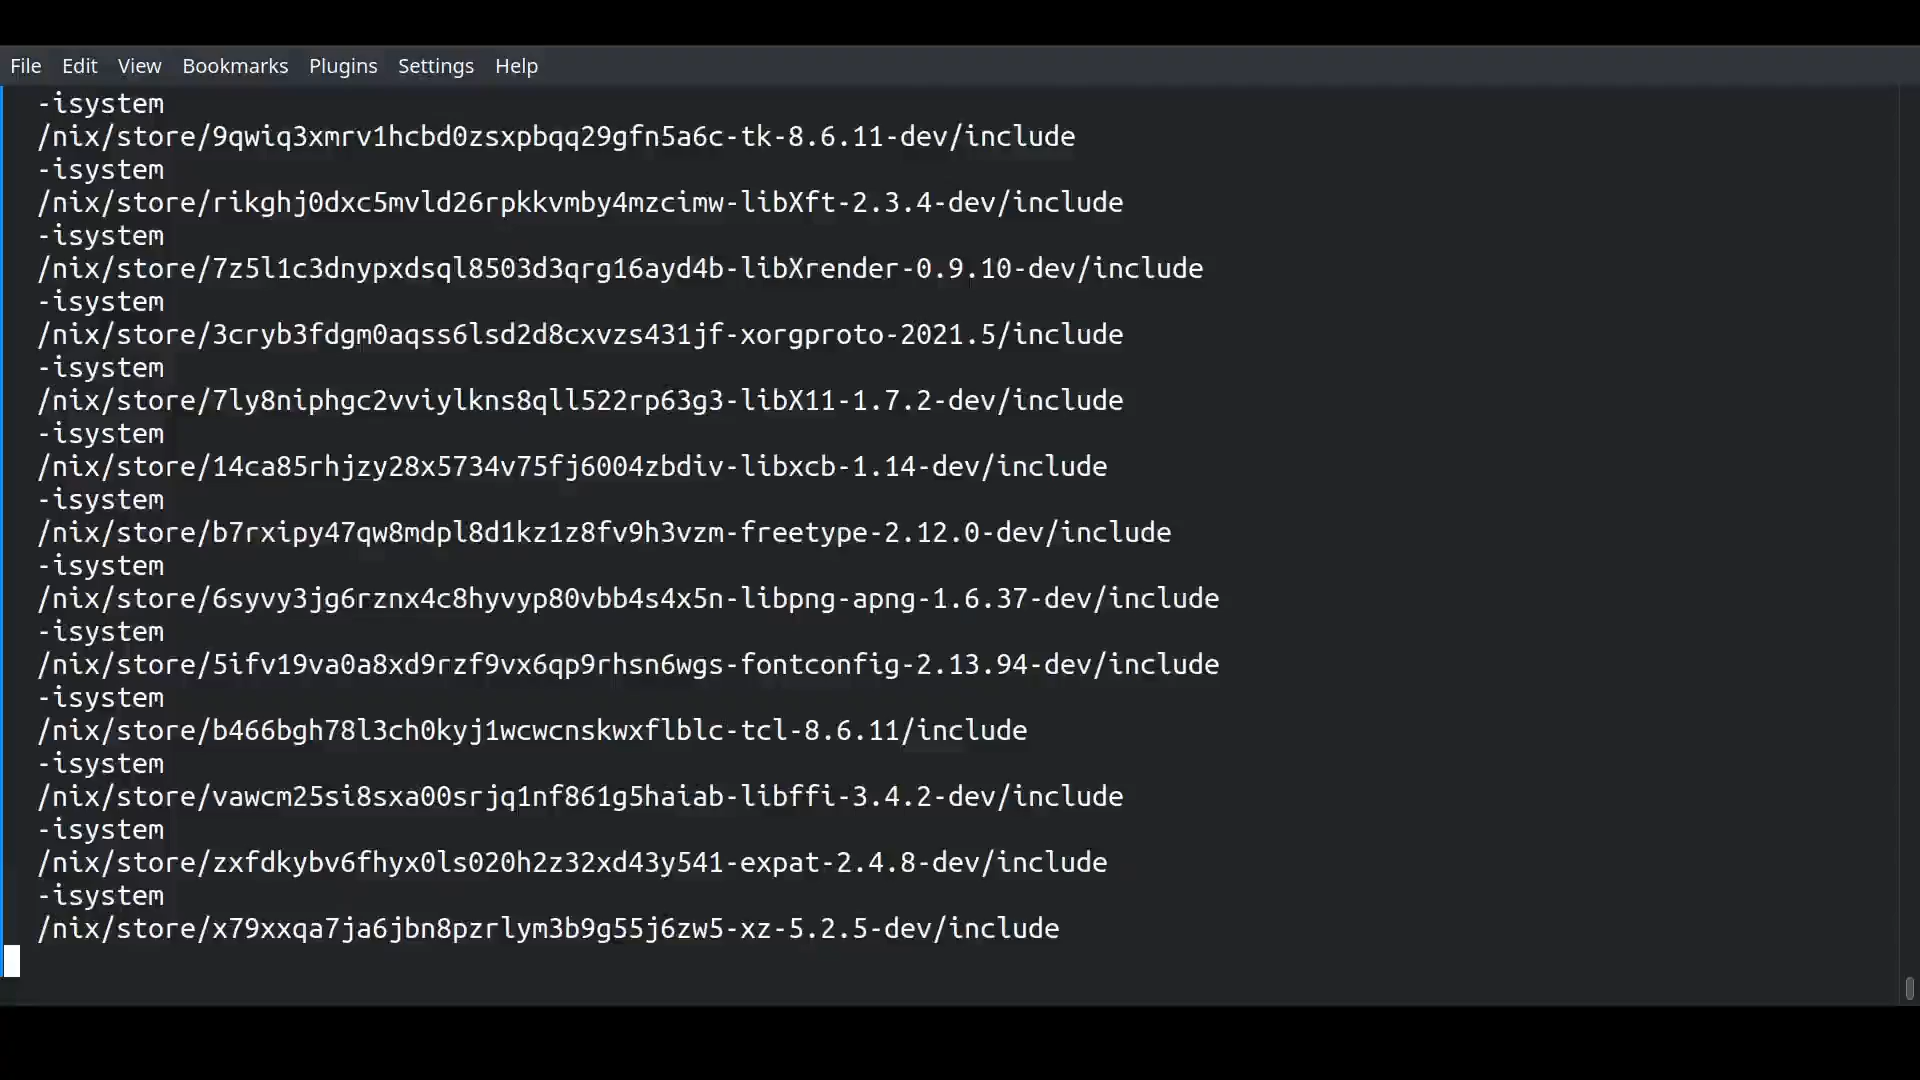 File Edit View Bookmarks Plugins Settings Help
-isystem
/nix/store/9qwiq3xmrv1hcbd0zsxpbqq29gfn5a6c-tk-8.6.11-dev/include
-isystem
/nix/store/rikghj0dxc5mvld26rpkkvmby4mzcimw-libXft-2.3.4-dev/include
-isystem
/nix/store/7z5l1c3dnypxdsql8503d3qrg16ayd4b-libXrender-0.9.10-dev/include
-isystem
/nix/store/3cryb3fdgm0aqss6lsd2d8cxvzs431jf-xorgproto-2021.5/include
-isystem
/nix/store/7ly8niphgc2vviylkns8qll522rp63g3-libX11-1.7.2-dev/include
-isystem
/nix/store/14ca85rhjzy28x5734v75fj6004zbdiv-libxcb-1.14-dev/include
-isystem
/nix/store/b7rxipy47qw8mdpl8d1kz1z8fv9h3vzm-freetype-2.12.0-dev/include
-isystem
/nix/store/6syvy3jg6rznx4c8hyvyp80vbb4s4x5n-libpng-apng-1.6.37-dev/include
-isystem
/nix/store/5ifv19va0a8xd9rzf9vx6qp9rhsn6wgs-fontconfig-2.13.94-dev/include
-isystem
/nix/store/b466bgh78l3ch0kyj1wcwcnskwxflblc-tcl-8.6.11/include
-isystem
/nix/store/vawcm25si8sxa00srjq1nf861g5haiab-libffi-3.4.2-dev/include
-isystem
/nix/store/zxfdkybv6fhyx0ls020h2z32xd43y541-expat-2.4.8-dev/include
-isystem
/nix/store/x79xxqa7ja6jbn8pzrlym3b9g55j6zw5-xz-5.2.5-dev/include